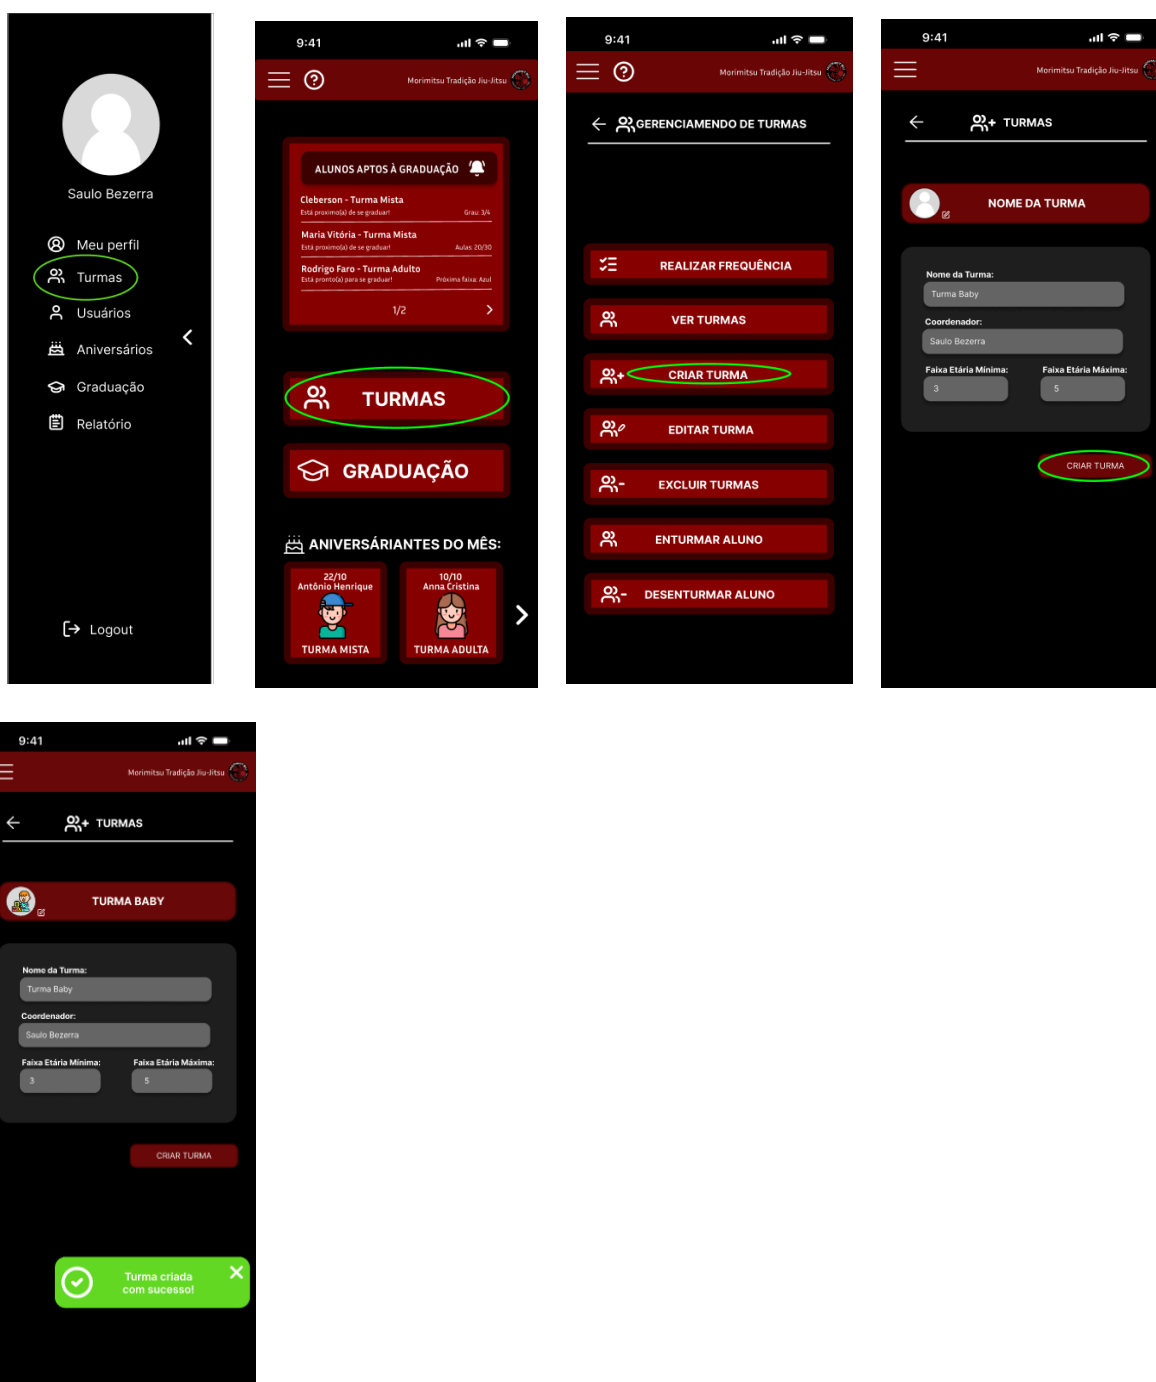 Saulo Bezerra
Meu perfil
Turmas
Usuários
Aniversários
Graduação
Relatório
Logout
9:41
Morimitsu Tradição Jiu-Jitsu
ALUNOS APTOS À GRADUAÇÃO
Cleberson - Turma Mista
Está proximo(a) de se graduar!
Grau: 3/4
Maria Vitória - Turma Mista
Está proximo(a) de se graduar!
Aulas: 20/30
Rodrigo Faro - Turma Adulto
Está pronto(a) para se graduar!
Próxima faixa: Azul
1/2
TURMAS
GRADUAÇÃO
ANIVERSÁRIANTES DO MÊS:
22/10
Antônio Henrique
TURMA MISTA
10/10
Anna Cristina
TURMA ADULTA
9:41
Morimitsu Tradição Jiu-Jitsu
GERENCIAMENDO DE TURMAS
REALIZAR FREQUÊNCIA
VER TURMAS
CRIAR TURMA
EDITAR TURMA
EXCLUIR TURMAS
ENTURMAR ALUNO
DESENTURMAR ALUNO
9:41
Morimitsu Tradição Jiu-Jitsu
TURMAS
NOME DA TURMA
Nome da Turma:
Turma Baby
Coordenador:
Saulo Bezerra
Faixa Etária Mínima: Faixa Etária Máxima:
3 5
CRIAR TURMA
9:41
Morimitsu Tradição Jiu-Jitsu
TURMAS
TURMA BABY
Nome da Turma:
Turma Baby
Coordenador:
Saulo Bezerra
Faixa Etária Mínima: Faixa Etária Máxima:
3 5
CRIAR TURMA
Turma criada
com sucesso!